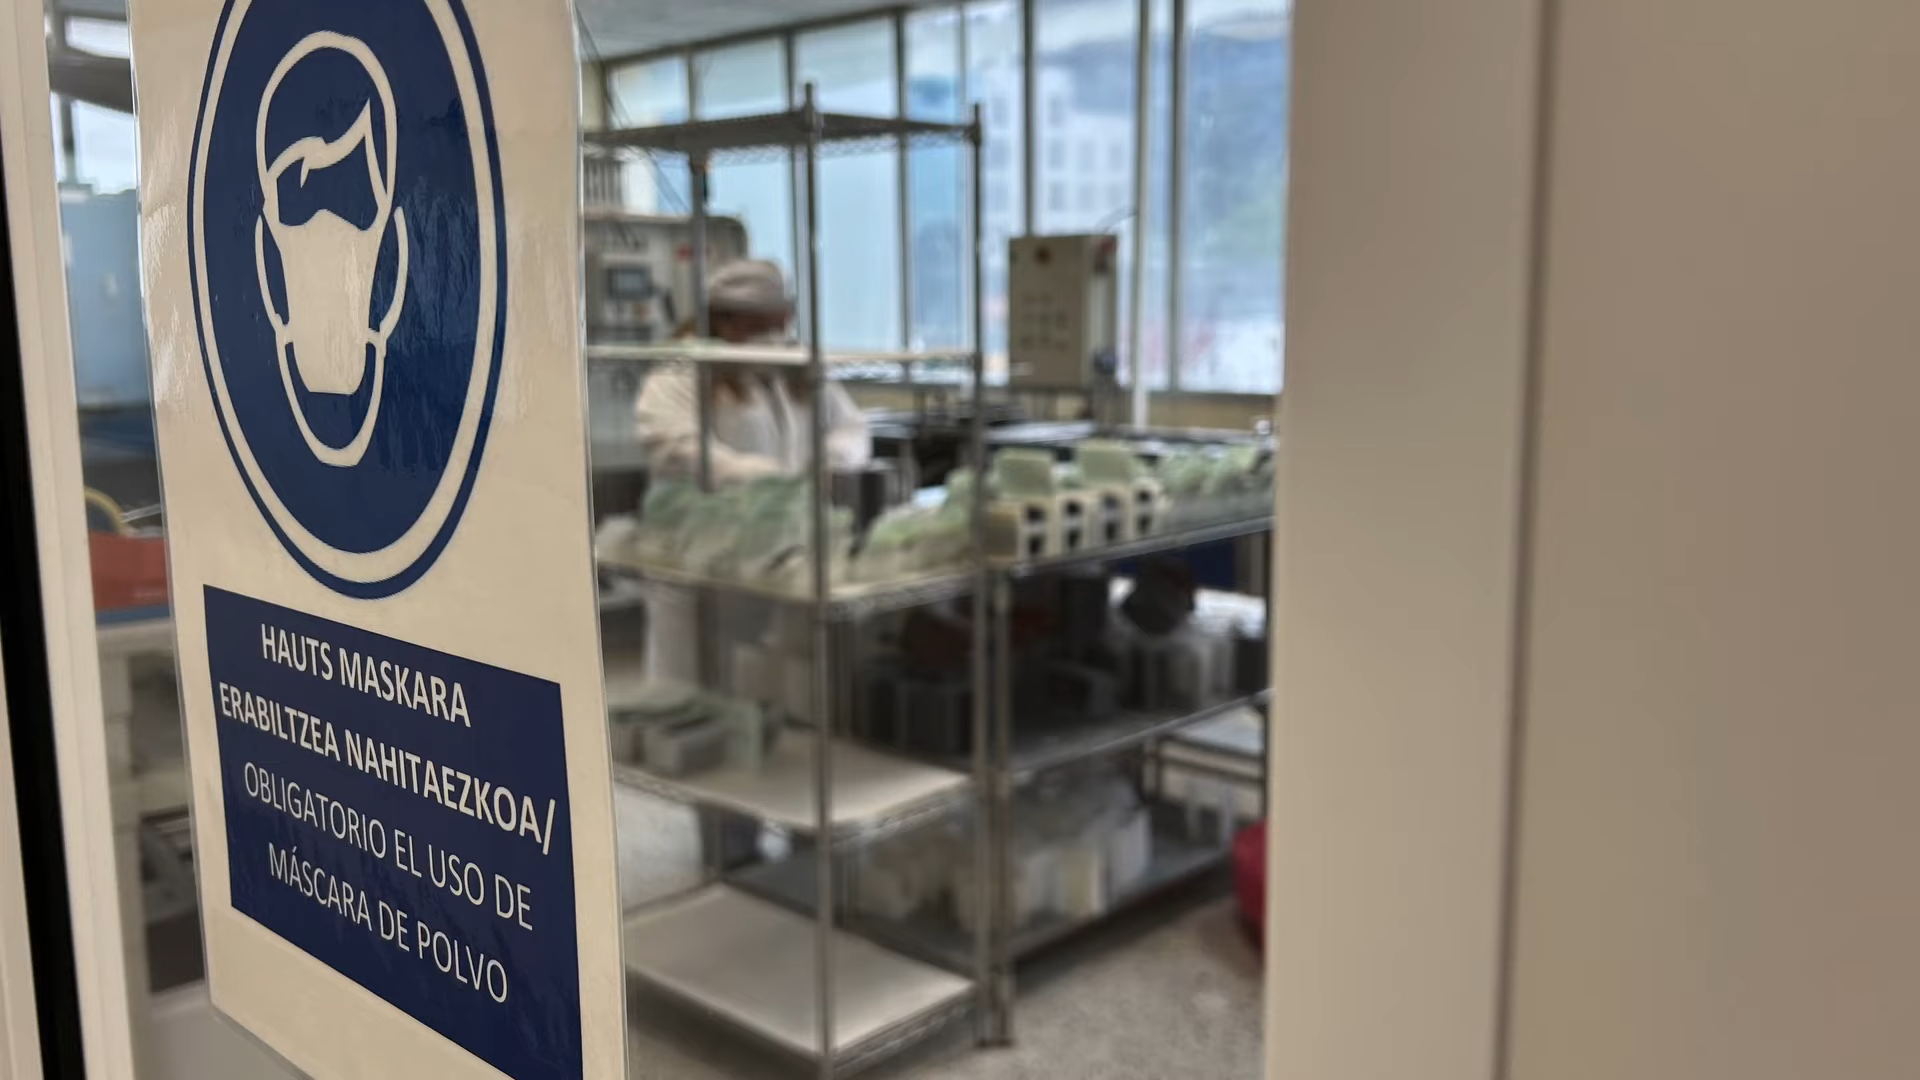 HAUTS MASKARA
ERABILTZEA NAHITAEZKOA/
OBLIGATORIO EL USO DE
MÁSCARA DE POLVO